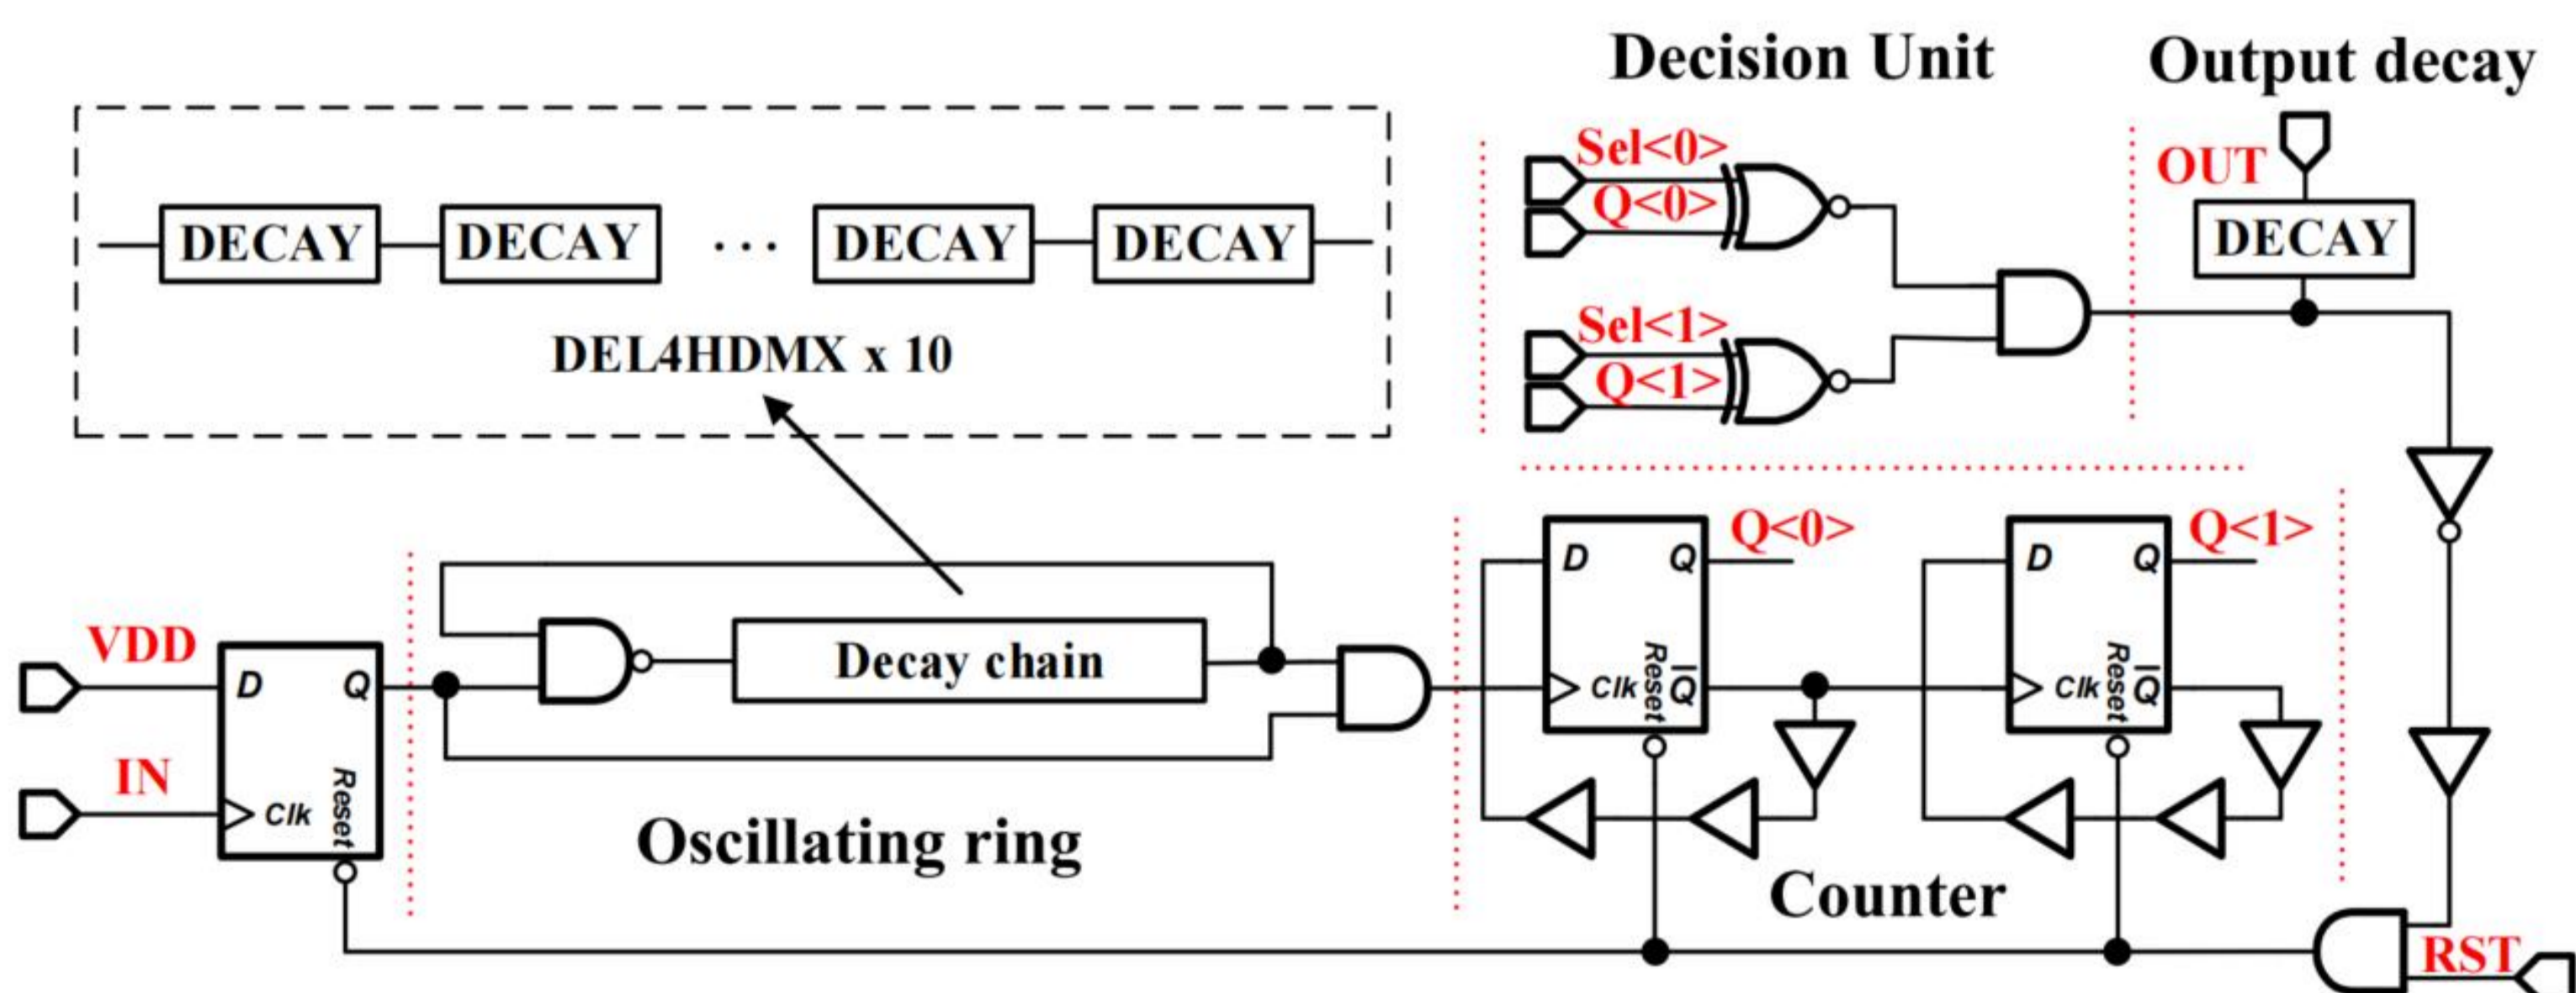 Decision Unit
Output decay
Sel<0>
Q<0>
OUT
DECAY
DECAY
...
DECAY
DECAY
DECAY
DEL4HDMX x 10
Sel<1>
Q<1>
VDD
D
Q
IN
Clk
Reset
Decay chain
Oscillating ring
D
Q
Q<0>
Clk
Reset
Q
D
Q
Q<1>
Clk
Reset
Q
Counter
RST